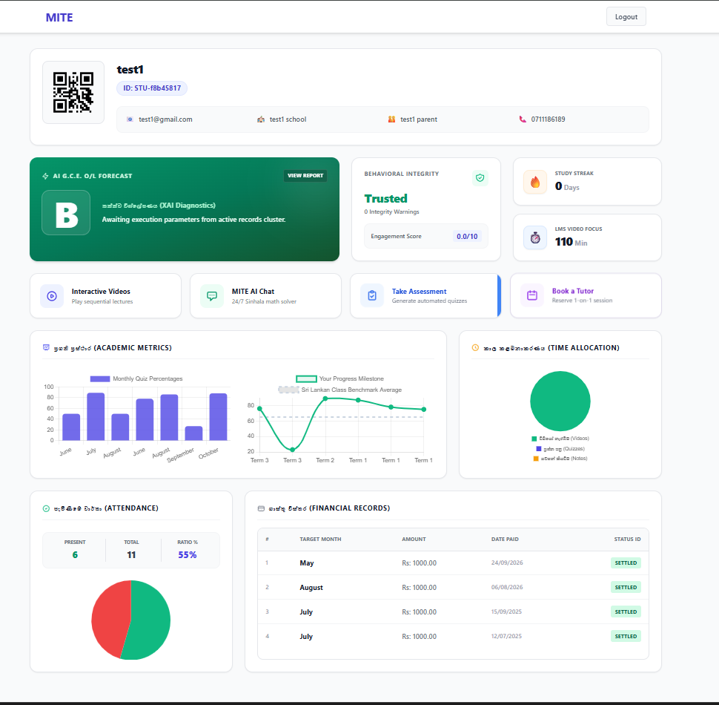 MITE
Logout
test1
ID: STU-f8b45817
test1@gmail.com
test1 school
test1 parent
0711186189
AI G.C.E. O/L FORECAST
VIEW REPORT
B
(XAI Diagnostics)
Awaiting execution parameters from active records cluster.
BEHAVIORAL INTEGRITY
Trusted
0 Integrity Warnings
Engagement Score
0.0/10
STUDY STREAK
0 Days
LMS VIDEO FOCUS
110 Min
Interactive Videos
Play sequential lectures
MITE AI Chat
24/7 Sinhala math solver
Take Assessment
Generate automated quizzes
Book a Tutor
Reserve 1-on-1 session
ප්‍රගති ප්‍රස්ථාර (ACADEMIC METRICS)
Monthly Quiz Percentages
100
80
60
40
20
0
June
July
August
June
August
September
October
Your Progress Milestone
Sri Lankan Class Benchmark Average
80
60
40
20
Term 3
Term 3
Term 2
Term 1
Term 1
Term 1
කාල කළමනාකරණය (TIME ALLOCATION)
(Videos)
(Quizzes)
(Notes)
පැමිණීමේ වාර්තා (ATTENDANCE)
PRESENT
6
TOTAL
11
RATIO %
55%
ගාස්තු විස්තර (FINANCIAL RECORDS)
# TARGET MONTH AMOUNT DATE PAID STATUS ID
1 May Rs: 1000.00 24/09/2026 SETTLED
2 August Rs: 1000.00 06/08/2026 SETTLED
3 July Rs: 1000.00 15/09/2025 SETTLED
4 July Rs: 1000.00 12/07/2025 SETTLED